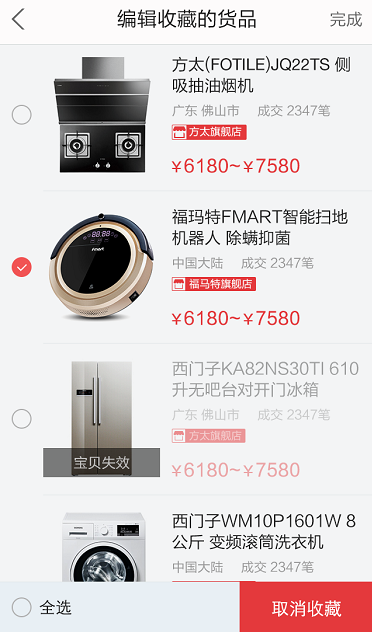 编辑收藏的货品
完成
方太(FOTILE)JQ22TS 侧
吸抽油烟机
广东 佛山市 成交 2347笔
方太旗舰店
¥6180~¥7580
福玛特FMART智能扫地
机器人 除螨抑菌
中国大陆 成交 2347笔
福马特旗舰店
¥6180~¥7580
西门子KA82NS30TI 610
升无吧台对开门冰箱
广东 佛山市 成交 2347笔
方太旗舰店
宝贝失效
¥6180~¥7580
西门子WM10P1601W 8
公斤 变频滚筒洗衣机
中国大陆 成交 2347笔
全选
取消收藏